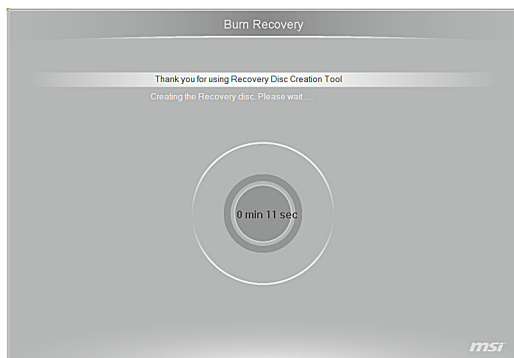 Burn Recovery
Thank you for using Recovery Disc Creation Tool
Creating the Recovery disc. Please wait ....
0 min 11 sec
msi